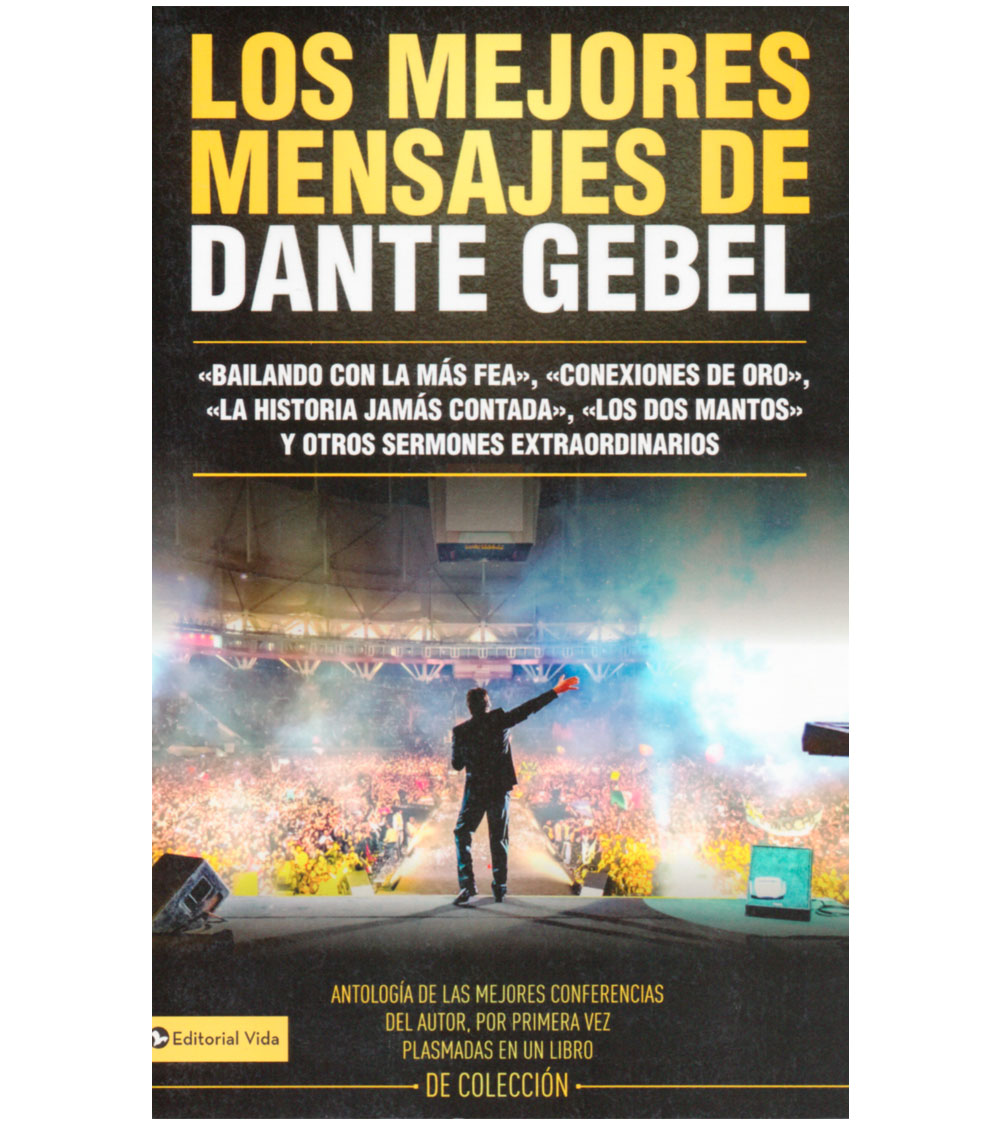 LOS MEJORES
MENSAJES DE
DANTE GEBEL
«BAILANDO CON LA MÁS FEA», «CONEXIONES DE ORO»,
«LA HISTORIA JAMÁS CONTADA», «LOS DOS MANTOS»
Y OTROS SERMONES EXTRAORDINARIOS
ANTOLOGÍA DE LAS MEJORES CONFERENCIAS
DEL AUTOR, POR PRIMERA VEZ
PLASMADAS EN UN LIBRO
Editorial Vida
DE COLECCIÓN